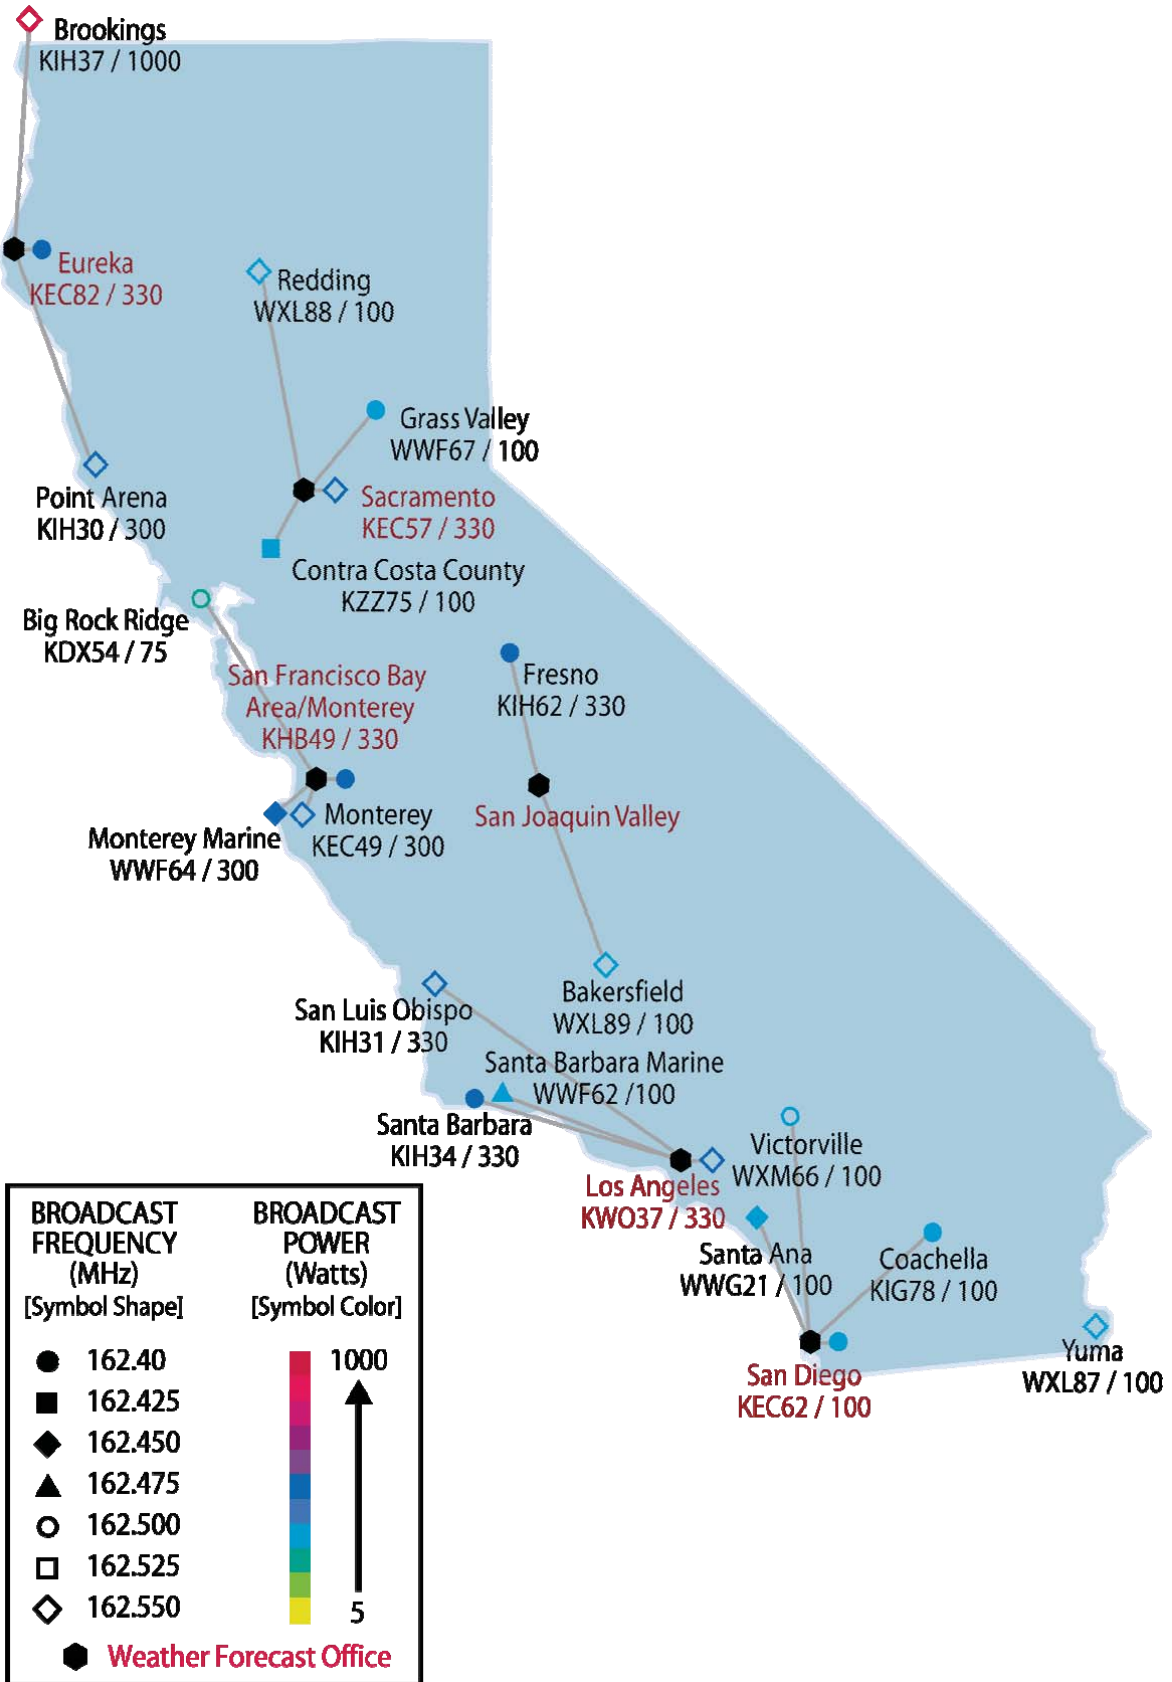 Brookings
KIH37 / 1000
Eureka
KEC82 / 330
Redding
WXL88 / 100
Grass Valley
WWF67 / 100
Point Arena
KIH30 / 300
Sacramento
KEC57 / 330
Contra Costa County
KZZ75 / 100
Big Rock Ridge
KDX54 / 75
San Francisco Bay
Area/Monterey
KHB49 / 330
Fresno
KIH62 / 330
San Joaquin Valley
Monterey
KEC49 / 300
Monterey Marine
WWF64 / 300
San Luis Obispo
KIH31 / 330
Bakersfield
WXL89 / 100
Santa Barbara Marine
WWF62 /100
Santa Barbara
KIH34 / 330
Los Angeles
KWO37 / 330
Victorville
WXM66 / 100
Santa Ana
WWG21 / 100
Coachella
KIG78 / 100
San Diego
KEC62 / 100
Yuma
WXL87 / 100
BROADCAST
FREQUENCY
(MHz)
[Symbol Shape]
162.40
162.425
162.450
162.475
162.500
162.525
162.550
BROADCAST
POWER
(Watts)
[Symbol Color]
1000
5
Weather Forecast Office